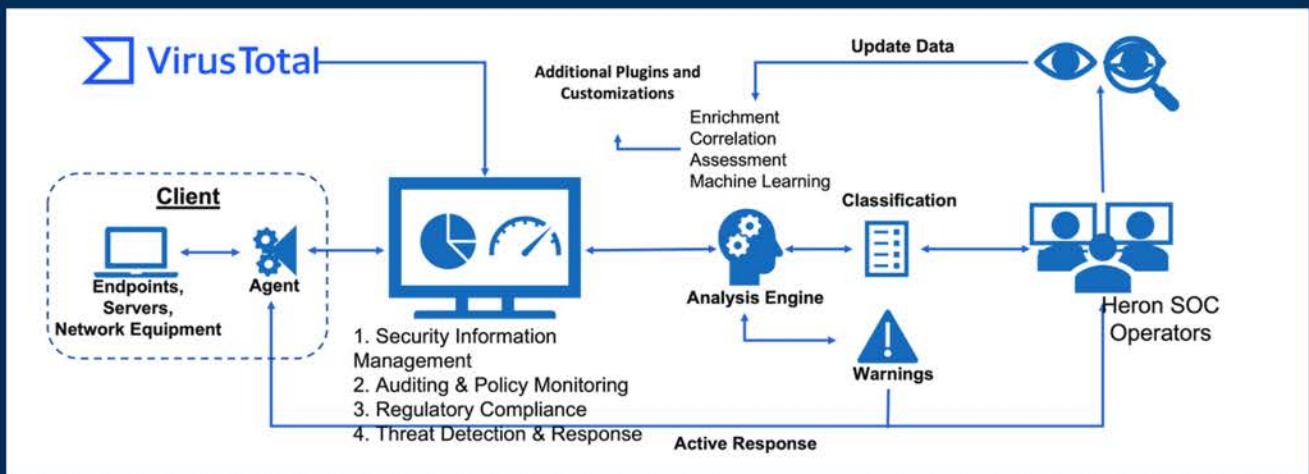 VirusTotal
Update Data
Additional Plugins and
Customizations
Enrichment
Correlation
Assessment
Machine Learning
Client
Classification
Endpoints,
Servers,
Network Equipment
Agent
Analysis Engine
Heron SOC
Operators
1. Security Information
Management
2. Auditing & Policy Monitoring
3. Regulatory Compliance
4. Threat Detection & Response
Warnings
Active Response